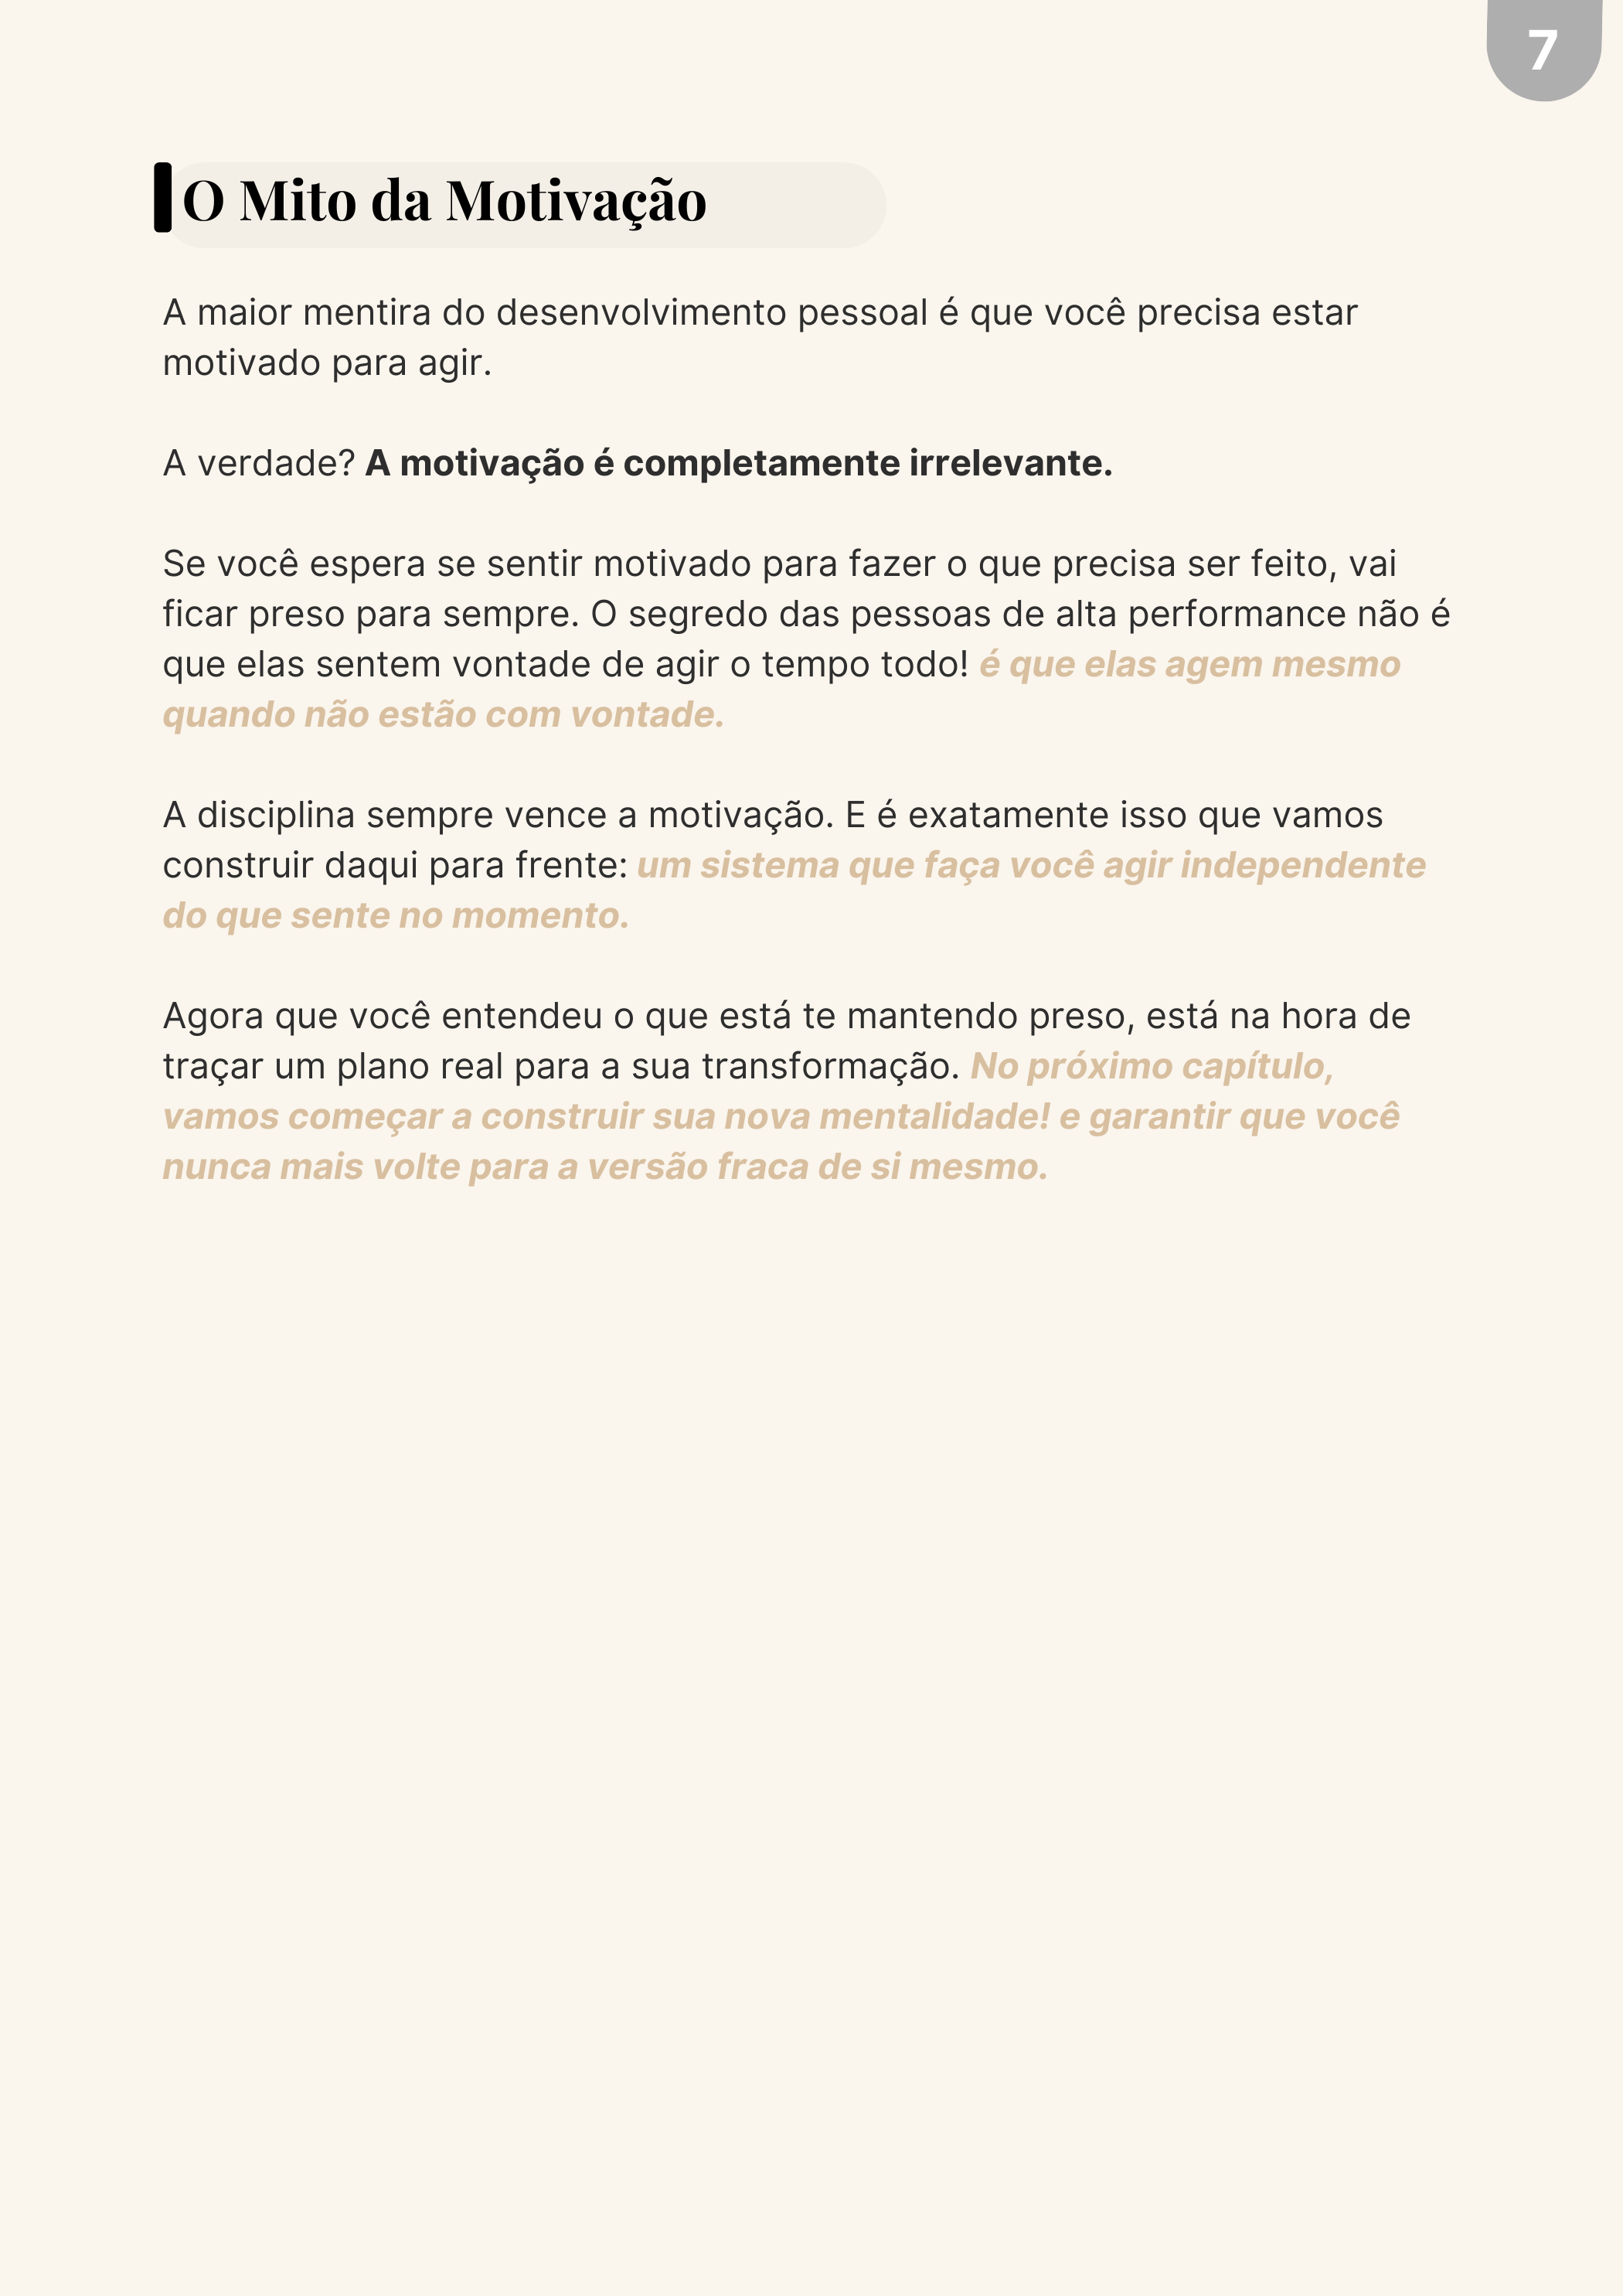 7
O Mito da Motivação
A maior mentira do desenvolvimento pessoal é que você precisa estar
motivado para agir.
A verdade? A motivação é completamente irrelevante.
Se você espera se sentir motivado para fazer o que precisa ser feito, vai
ficar preso para sempre. O segredo das pessoas de alta performance não é
que elas sentem vontade de agir o tempo todo! é que elas agem mesmo
quando não estão com vontade.
A disciplina sempre vence a motivação. E é exatamente isso que vamos
construir daqui para frente: um sistema que faça você agir independente
do que sente no momento.
Agora que você entendeu o que está te mantendo preso, está na hora de
traçar um plano real para a sua transformação. No próximo capítulo,
vamos começar a construir sua nova mentalidade! e garantir que você
nunca mais volte para a versão fraca de si mesmo.